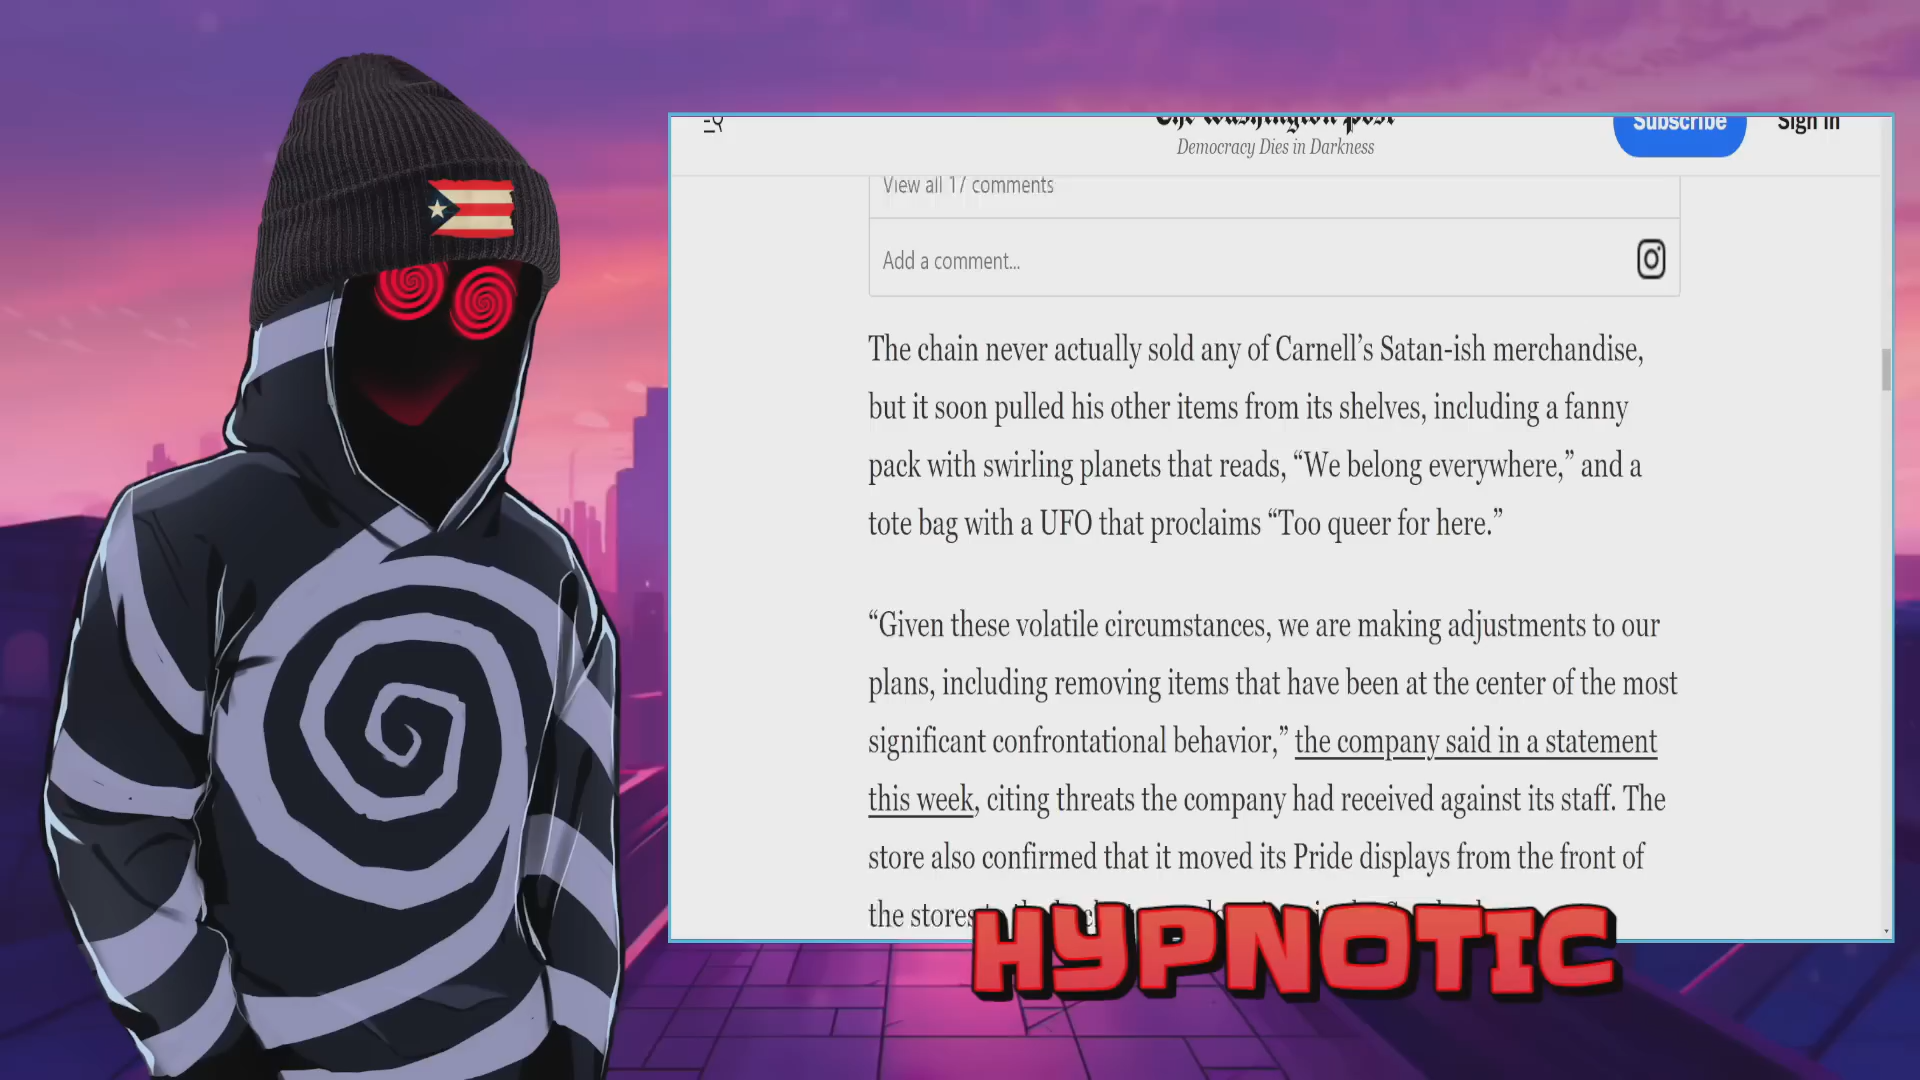 The Washington Post
Democracy Dies in Darkness
Subscribe
Sign in
View all 17 comments
Add a comment...
The chain never actually sold any of Carnell’s Satan-ish merchandise,
but it soon pulled his other items from its shelves, including a fanny
pack with swirling planets that reads, “We belong everywhere,” and a
tote bag with a UFO that proclaims “Too queer for here.”
“Given these volatile circumstances, we are making adjustments to our
plans, including removing items that have been at the center of the most
significant confrontational behavior,” the company said in a statement
this week, citing threats the company had received against its staff. The
store also confirmed that it moved its Pride displays from the front of
the stores
HYPNOTIC